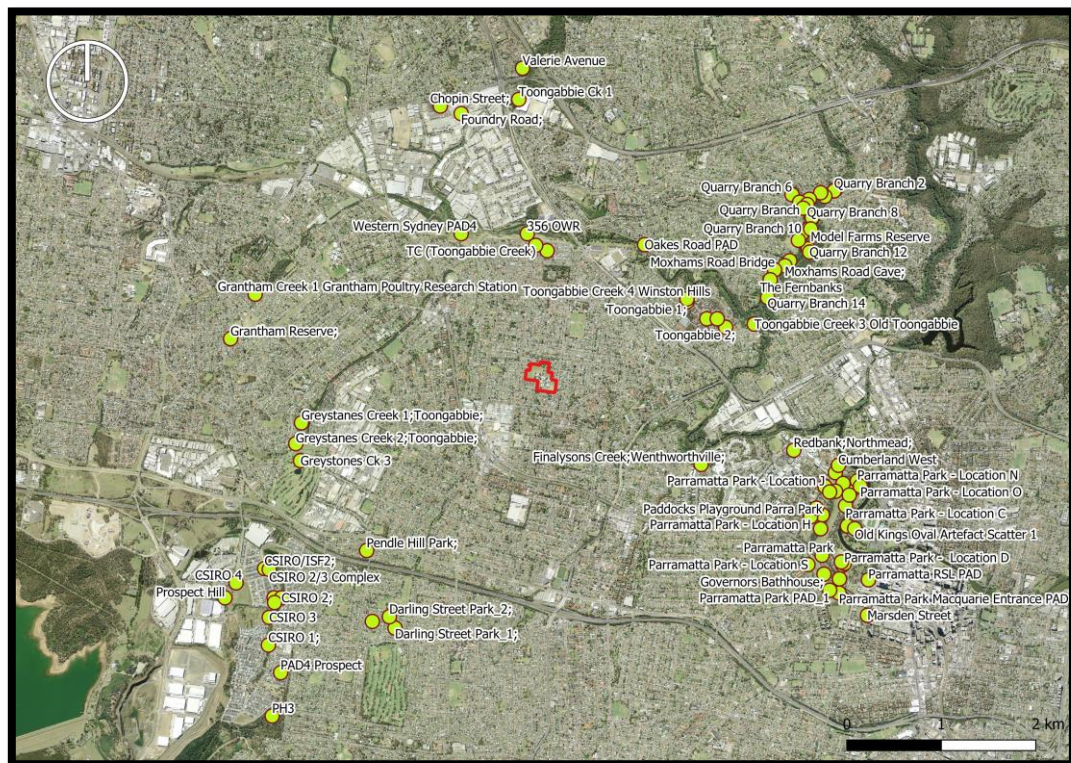 Valerie Avenue
Toongabbie Ck 1
Chopin Street;
Foundry Road;
Quarry Branch 6
Quarry Branch 2
Quarry Branch
Quarry Branch 8
Western Sydney PAD4
356 OWR
Quarry Branch 10
Model Farms Reserve
TC (Toongabbie Creek)
Oakes Road PAD
Quarry Branch 12
Moxhams Road Bridge
Moxhams Road Cave;
Grantham Creek 1 Grantham Poultry Research Station
Toongabbie Creek 4 Winston Hills
The Fernbanks
Quarry Branch 14
Toongabbie 1;
Grantham Reserve;
Toongabbie 2;
Toongabbie Creek 3 Old Toongabbie
Greystanes Creek 1;Toongabbie;
Greystanes Creek 2;Toongabbie;
Greystones Ck 3
Redbank;Northmead;
Finalysons Creek;Wenthworthville;
Cumberland West
Parramatta Park - Location J
Parramatta Park - Location N
Parramatta Park - Location O
Paddocks Playground Parra Park
Parramatta Park - Location C
Parramatta Park - Location H
Old Kings Oval Artefact Scatter 1
Pendle Hill Park;
Parramatta Park
Parramatta Park - Location D
Parramatta Park - Location S
CSIRO/ISF2;
CSIRO 2/3 Complex
CSIRO 4
Governors Bathhouse;
Parramatta RSL PAD
Prospect Hill
CSIRO 2;
Parramatta Park PAD_1
Parramatta Park Macquarie Entrance PAD
CSIRO 3
Darling Street Park_2;
Marsden Street
Darling Street Park_1;
CSIRO 1;
PAD4 Prospect
PH3
0 1 2 km